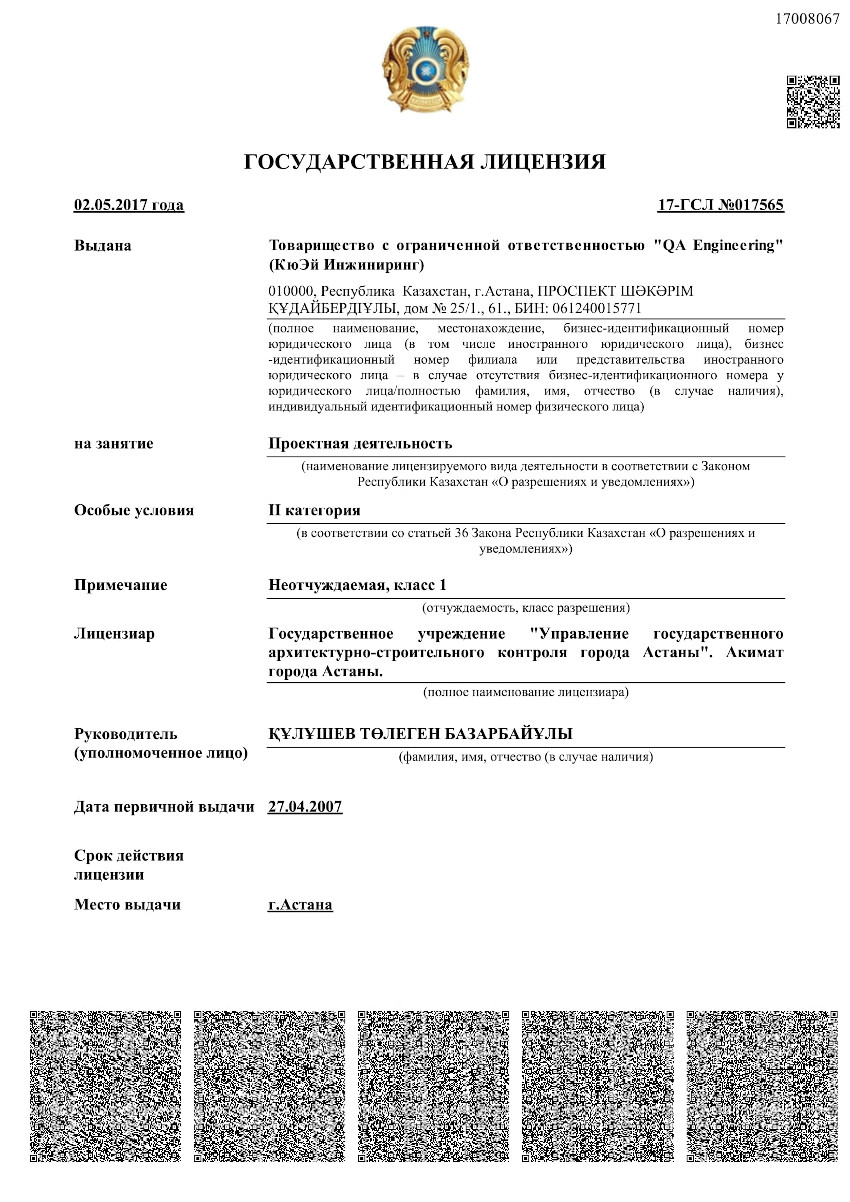 17008067
ГОСУДАРСТВЕННАЯ ЛИЦЕНЗИЯ
02.05.2017 года 17-ГСЛ №017565
Выдана Товарищество с ограниченной ответственностью "QA Engineering"
(КюЭй Инжиниринг)
010000, Республика Казахстан, г.Астана, ПРОСПЕКТ ШӘКӘРІМ
ҚҰДАЙБЕРДІҰЛЫ, дом № 25/1., 61., БИН: 061240015771
(полное наименование, местонахождение, бизнес-идентификационный номер
юридического лица (в том числе иностранного юридического лица), бизнес
-идентификационный номер филиала или представительства иностранного
юридического лица – в случае отсутствия бизнес-идентификационного номера у
юридического лица/полностью фамилия, имя, отчество (в случае наличия),
индивидуальный идентификационный номер физического лица)
на занятие Проектная деятельность
(наименование лицензируемого вида деятельности в соответствии с Законом
Республики Казахстан «О разрешениях и уведомлениях»)
Особые условия II категория
(в соответствии со статьей 36 Закона Республики Казахстан «О разрешениях и
уведомлениях»)
Примечание Неотчуждаемая, класс 1
(отчуждаемость, класс разрешения)
Лицензиар Государственное учреждение "Управление государственного
архитектурно-строительного контроля города Астаны". Акимат
города Астаны.
(полное наименование лицензиара)
Руководитель ҚҰЛҰШЕВ ТӨЛЕГЕН БАЗАРБАЙҰЛЫ
(уполномоченное лицо)
(фамилия, имя, отчество (в случае наличия)
Дата первичной выдачи 27.04.2007
Срок действия
лицензии
Место выдачи г.Астана